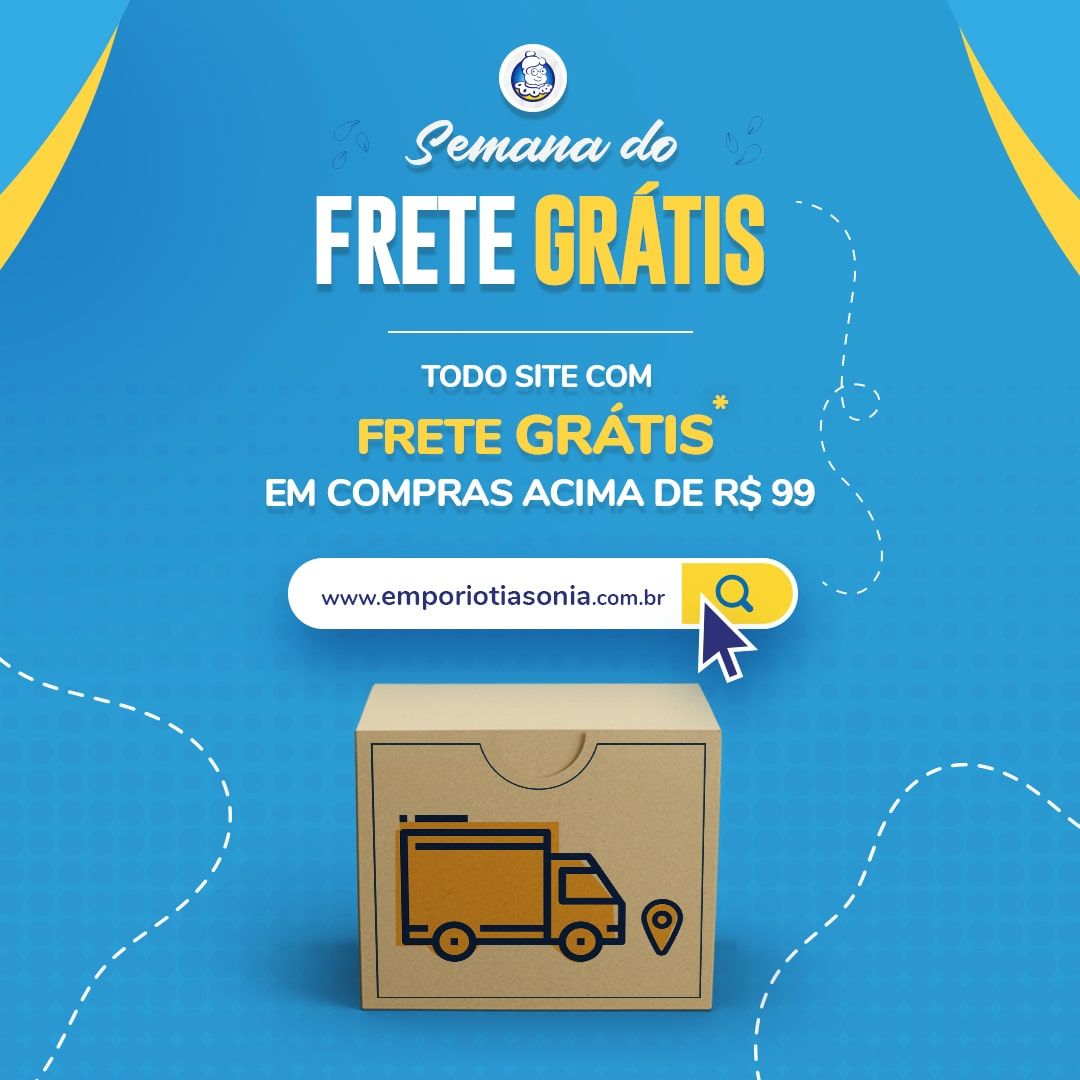 Semana do
FRETE GRÁTIS
TODO SITE COM
FRETE GRÁTIS*
EM COMPRAS ACIMA DE R$ 99
www.emporiotiasonia.com.br